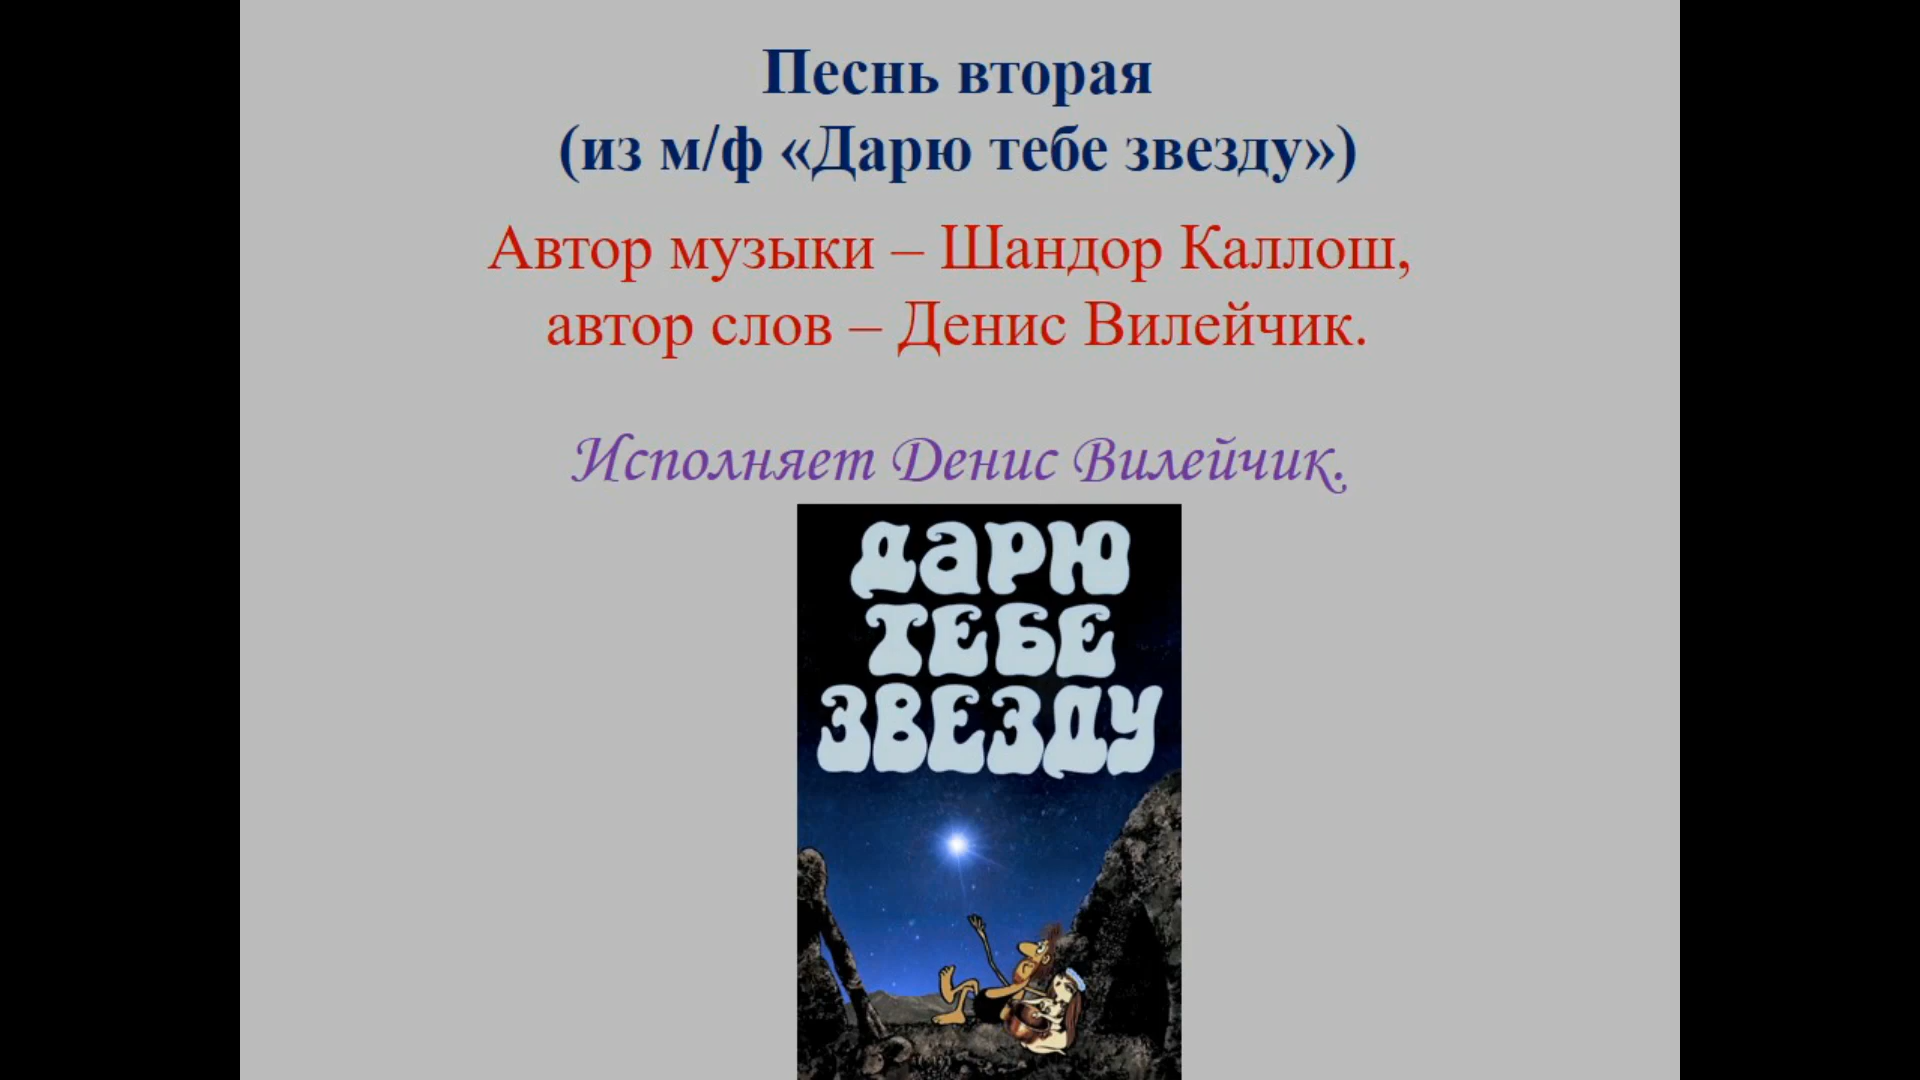 Песнь вторая
(из м/ф «Дарю тебе звезду»)
Автор музыки – Шандор Каллош,
автор слов – Денис Вилейчик.
Исполняет Денис Вилейчик.
ДАРЮ
ТЕБЕ
ЗВЕЗДУ